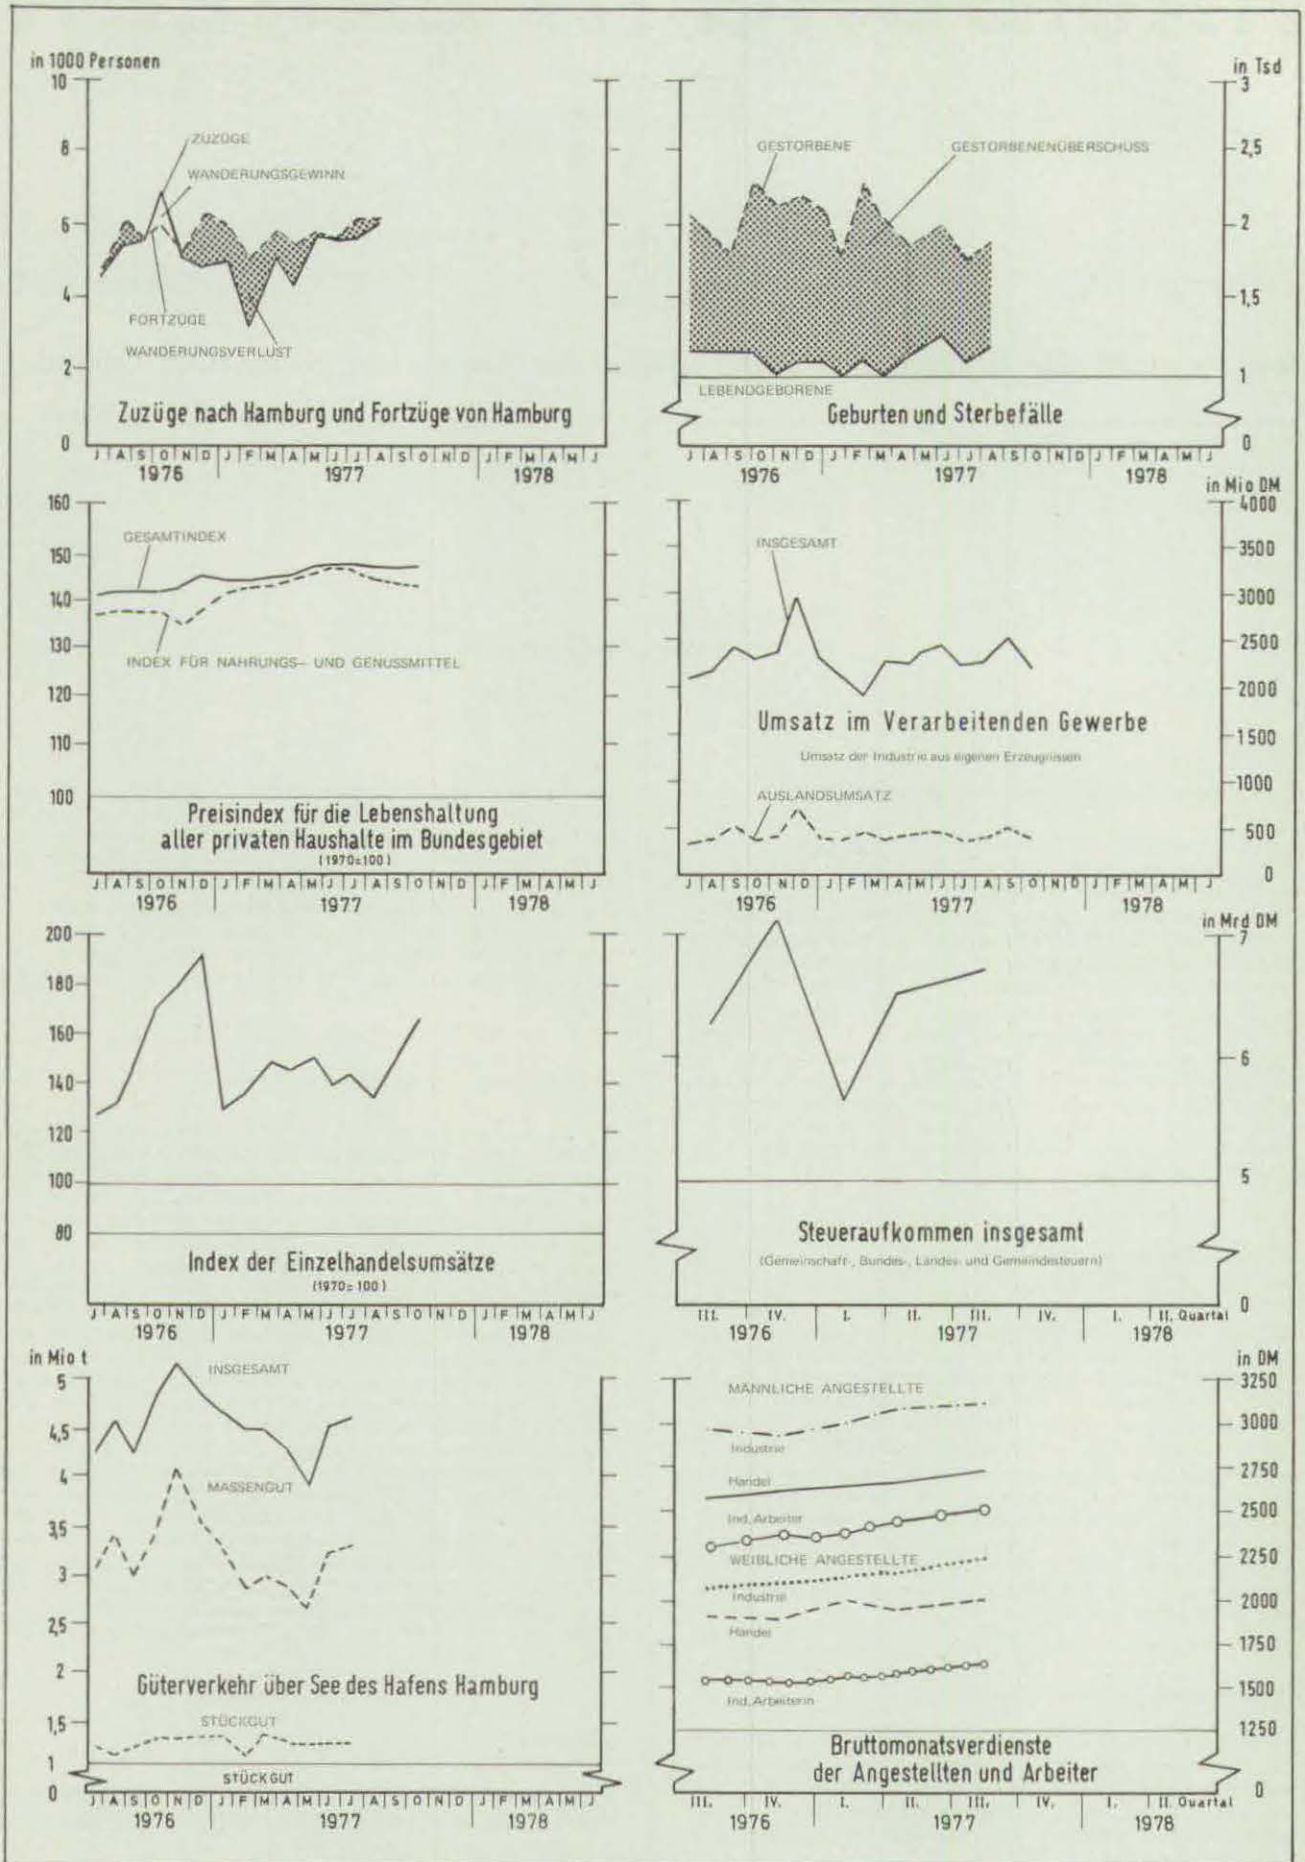 in 1000 Personen
10
8
6
4
2
0
ZUZÜGE
WANDERUNGSGEWINN
FORTZÜGE
WANDERUNGSVERLUST
Zuzüge nach Hamburg und Fortzüge von Hamburg
J A S O N D J F M A M J J A S O N D J F M A M J
1976 1977 1978
in Tsd
3
2,5
2
1,5
1
0
GESTORBENE
GESTORBENENÜBERSCHUSS
LEBENDGEBORENE
Geburten und Sterbefälle
J A S O N D J F M A M J J A S O N D J F M A M J
1976 1977 1978
160
150
140
130
120
110
100
GESAMTINDEX
INDEX FÜR NAHRUNGS- UND GENUSSMITTEL
Preisindex für die Lebenshaltung
aller privaten Haushalte im Bundesgebiet
(1970=100)
J A S O N D J F M A M J J A S O N D J F M A M J
1976 1977 1978
in Mio DM
4000
3500
3000
2500
2000
1500
1000
500
0
INSGESAMT
Umsatz im Verarbeitenden Gewerbe
Umsatz der Industrie aus eigenen Erzeugnissen
AUSLANDSUMSATZ
J A S O N D J F M A M J J A S O N D J F M A M J
1976 1977 1978
200
180
160
140
120
100
80
Index der Einzelhandelsumsätze
(1970=100)
J A S O N D J F M A M J J A S O N D J F M A M J
1976 1977 1978
in Mrd DM
7
6
5
0
Steueraufkommen insgesamt
(Gemeinschaft-, Bundes-, Landes- und Gemeindesteuern)
III. IV. I. II. III. IV. I. II. Quartal
1976 1977 1978
in Mio t
5
4,5
4
3,5
3
2,5
2
1,5
1
0
INSGESAMT
MASSENGUT
Güterverkehr über See des Hafens Hamburg
STÜCKGUT
STÜCKGUT
J A S O N D J F M A M J J A S O N D J F M A M J
1976 1977 1978
in DM
3250
3000
2750
2500
2250
2000
1750
1500
1250
0
MÄNNLICHE ANGESTELLTE
Industrie
Handel
Ind. Arbeiter
WEIBLICHE ANGESTELLTE
Industrie
Handel
Ind. Arbeiterin
Bruttomonatsverdienste
der Angestellten und Arbeiter
III. IV. I. II. III. IV. I. II. Quartal
1976 1977 1978